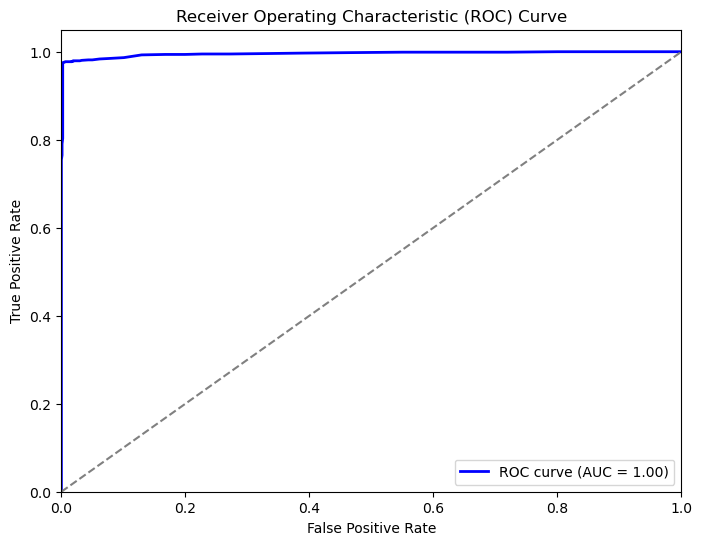 Receiver Operating Characteristic (ROC) Curve
True Positive Rate
1.0
0.8
0.6
0.4
0.2
0.0
ROC curve (AUC = 1.00)
0.0 0.2 0.4 0.6 0.8 1.0
False Positive Rate